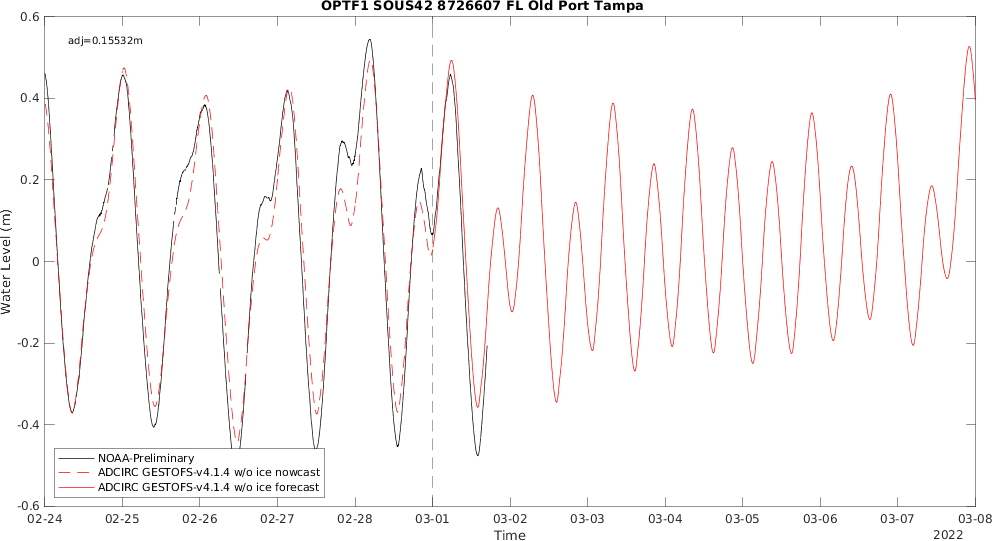 OPTF1 SOUS42 8726607 FL Old Port Tampa
adj=0.15532m
0.6
0.4
0.2
0
-0.2
-0.4
-0.6
Water Level (m)
NOAA-Preliminary
ADCIRC GESTOFS-v4.1.4 w/o ice nowcast
ADCIRC GESTOFS-v4.1.4 w/o ice forecast
02-24 02-25 02-26 02-27 02-28 03-01 03-02 03-03 03-04 03-05 03-06 03-07 03-08
Time
2022